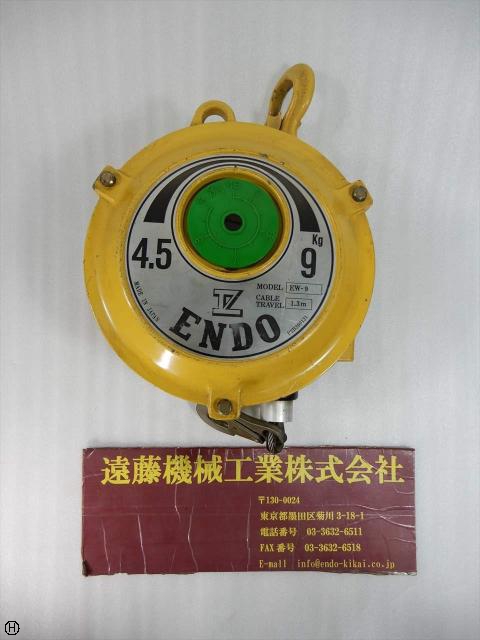 4.5
Kg
9
MODEL EW-9
CABLE TRAVEL 1.3m
MADE IN JAPAN
ENDO
遠藤機械工業株式会社
〒130-0024
東京都墨田区菊川 3-18-1
電話番号 03-3632-6511
FAX番号 03-3632-6518
E-mail info@endo-kikai.co.jp
H